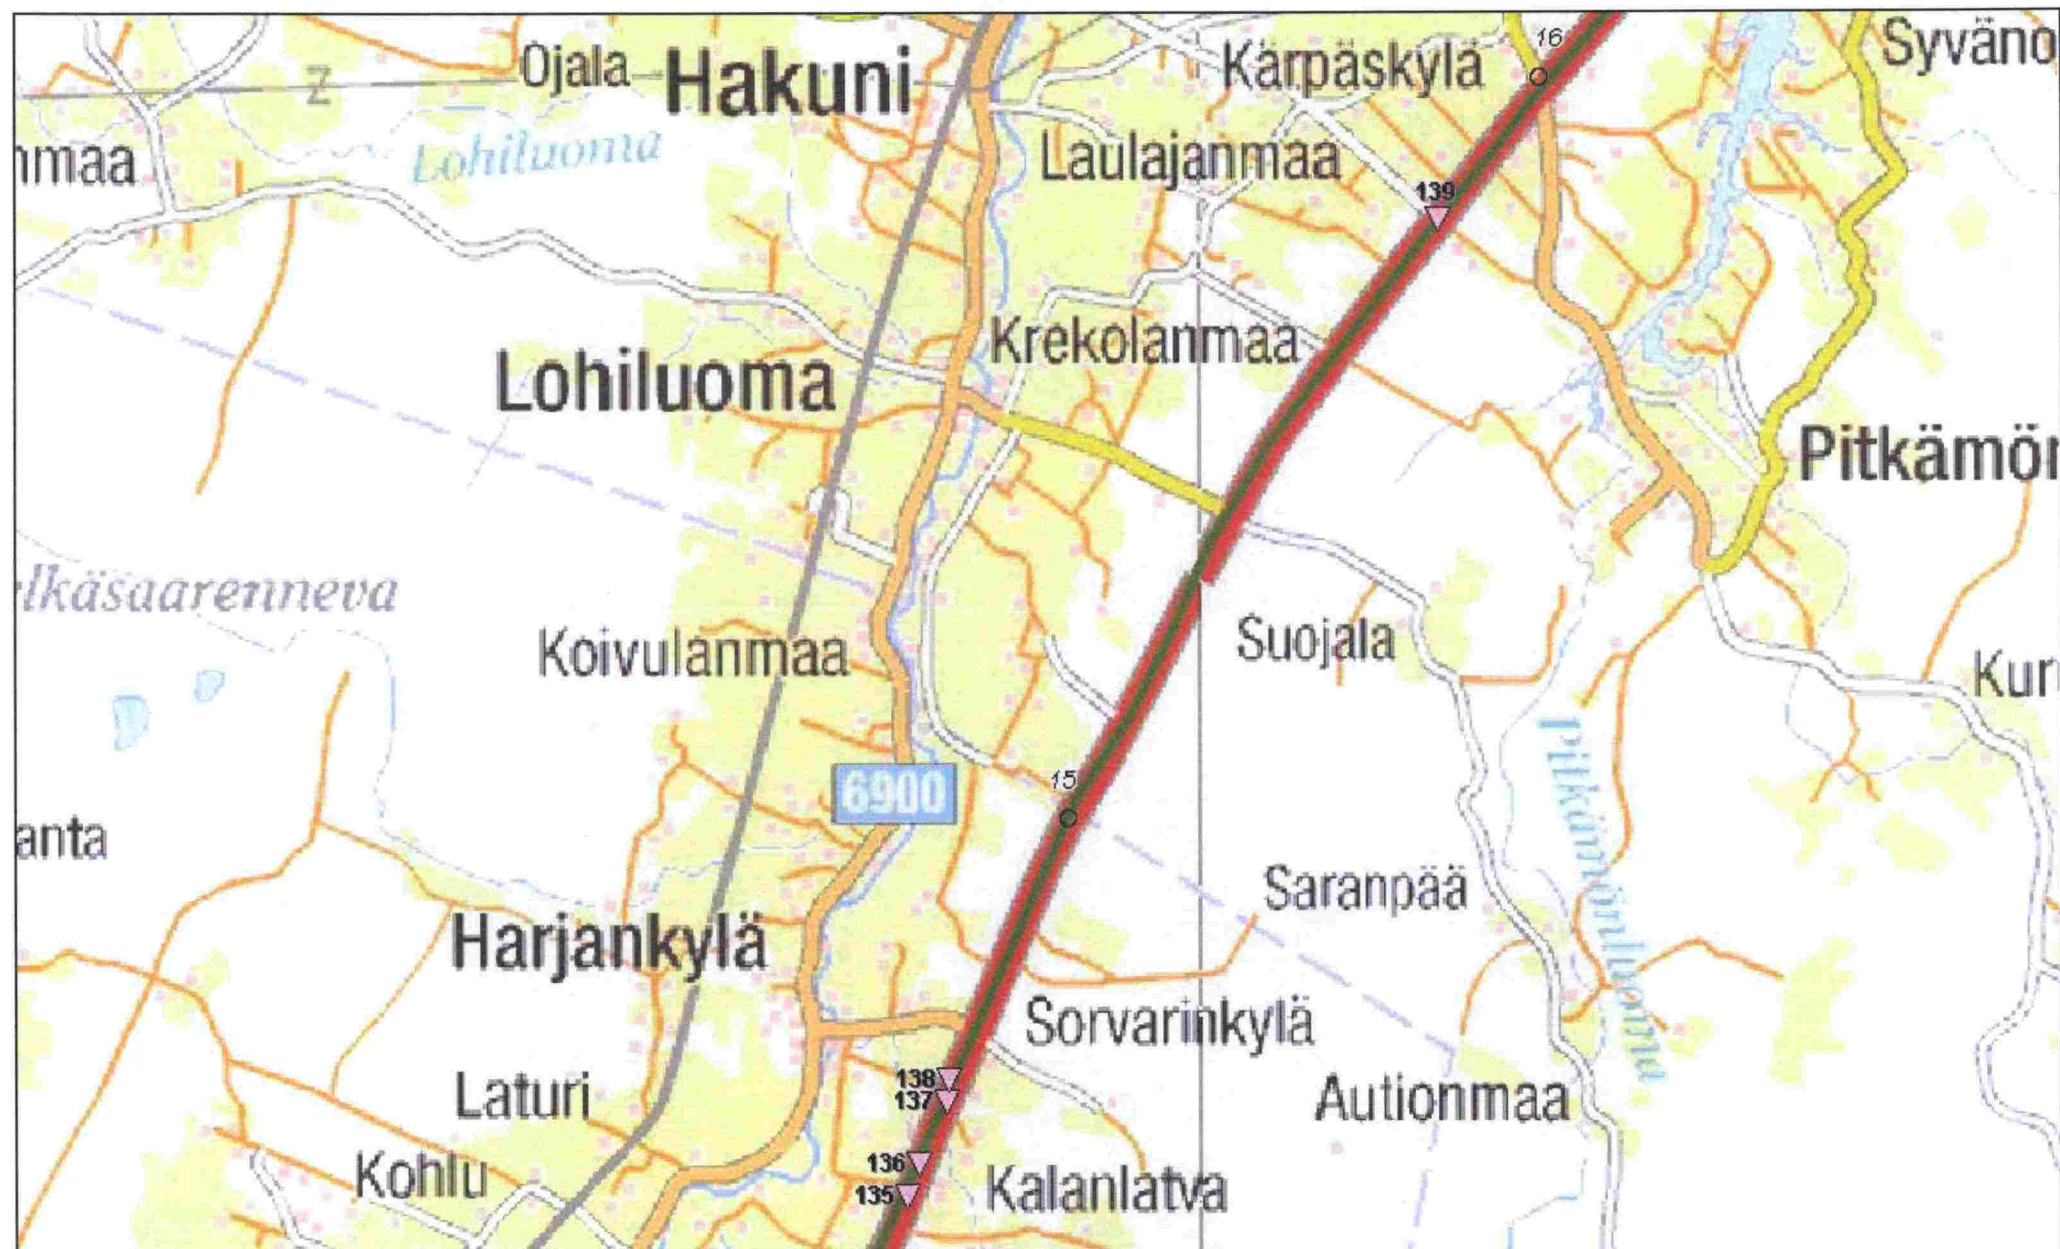 16
Syväno
Ojala
Hakuni
Kärpäskylä
Z
Lohiluoma
nmaa
Laulajanmaa
139
Krekolanmaa
Lohiluoma
Pitkämör
lkäsaarenneva
Koivulanmaa
Suojala
Kur
15
6900
Pitkämönluoma
anta
Saranpää
Harjankylä
Sorvarinkylä
138
137
Laturi
Autionmaa
136
135
Kohlu
Kalanlatva